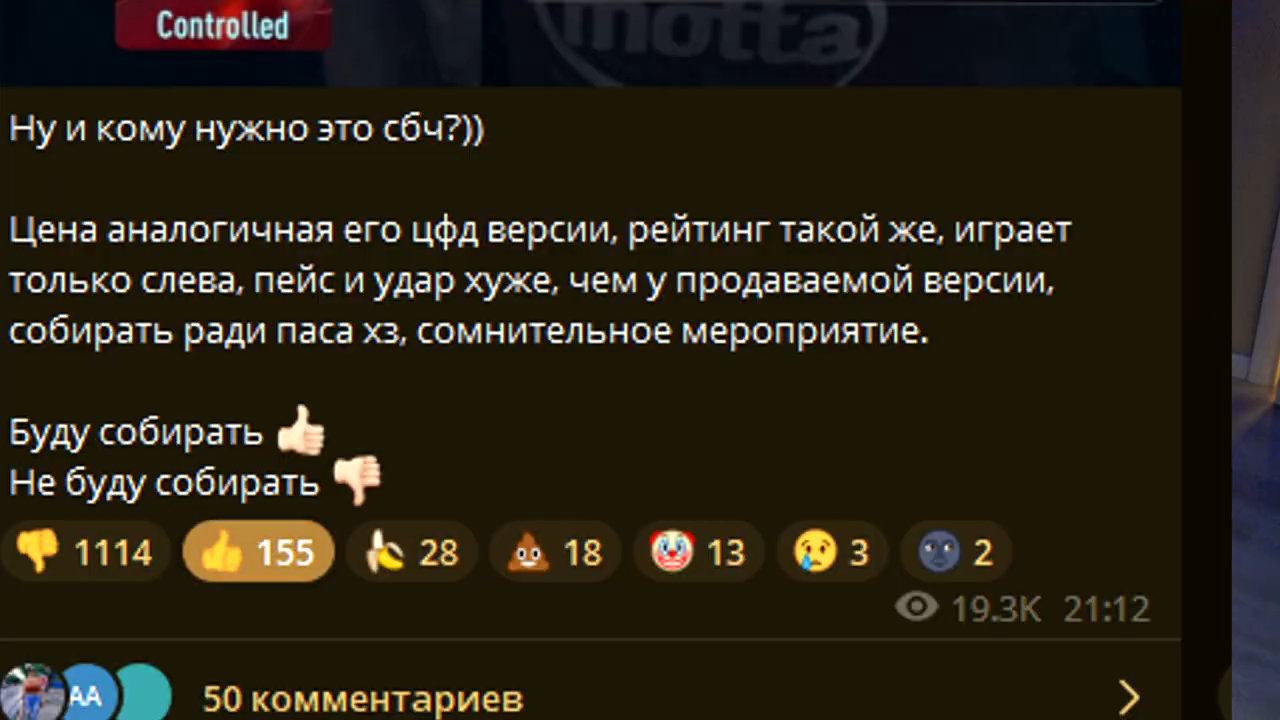 Controlled
motta
Ну и кому нужно это сбч?))
Цена аналогичная его цфд версии, рейтинг такой же, играет
только слева, пейс и удар хуже, чем у продаваемой версии,
собирать ради паса хз, сомнительное мероприятие.
Буду собирать 👍🏻
Не буду собирать 👎🏻
👎 1114 👍 155 🍌 28 💩 18 🤡 13 😢 3 🌚 2
19.3K 21:12
AA
50 комментариев